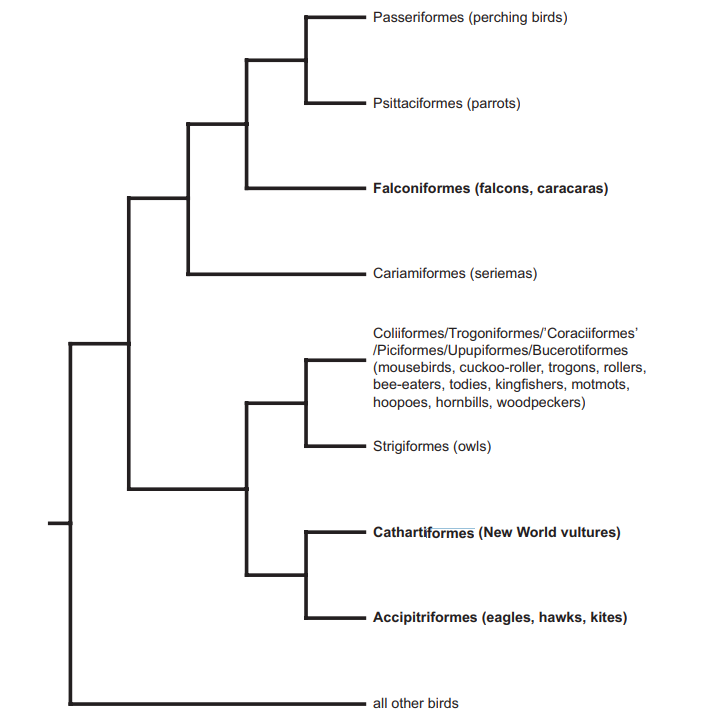 Passeriformes (perching birds)
Psittaciformes (parrots)
Falconiformes (falcons, caracaras)
Cariamiformes (seriemas)
Coliiformes/Trogoniformes/'Coraciiformes'
/Piciformes/Upupiformes/Bucerotiformes
(mousebirds, cuckoo-roller, trogons, rollers,
bee-eaters, todies, kingfishers, motmots,
hoopoes, hornbills, woodpeckers)
Strigiformes (owls)
Cathartiformes (New World vultures)
Accipitriformes (eagles, hawks, kites)
all other birds